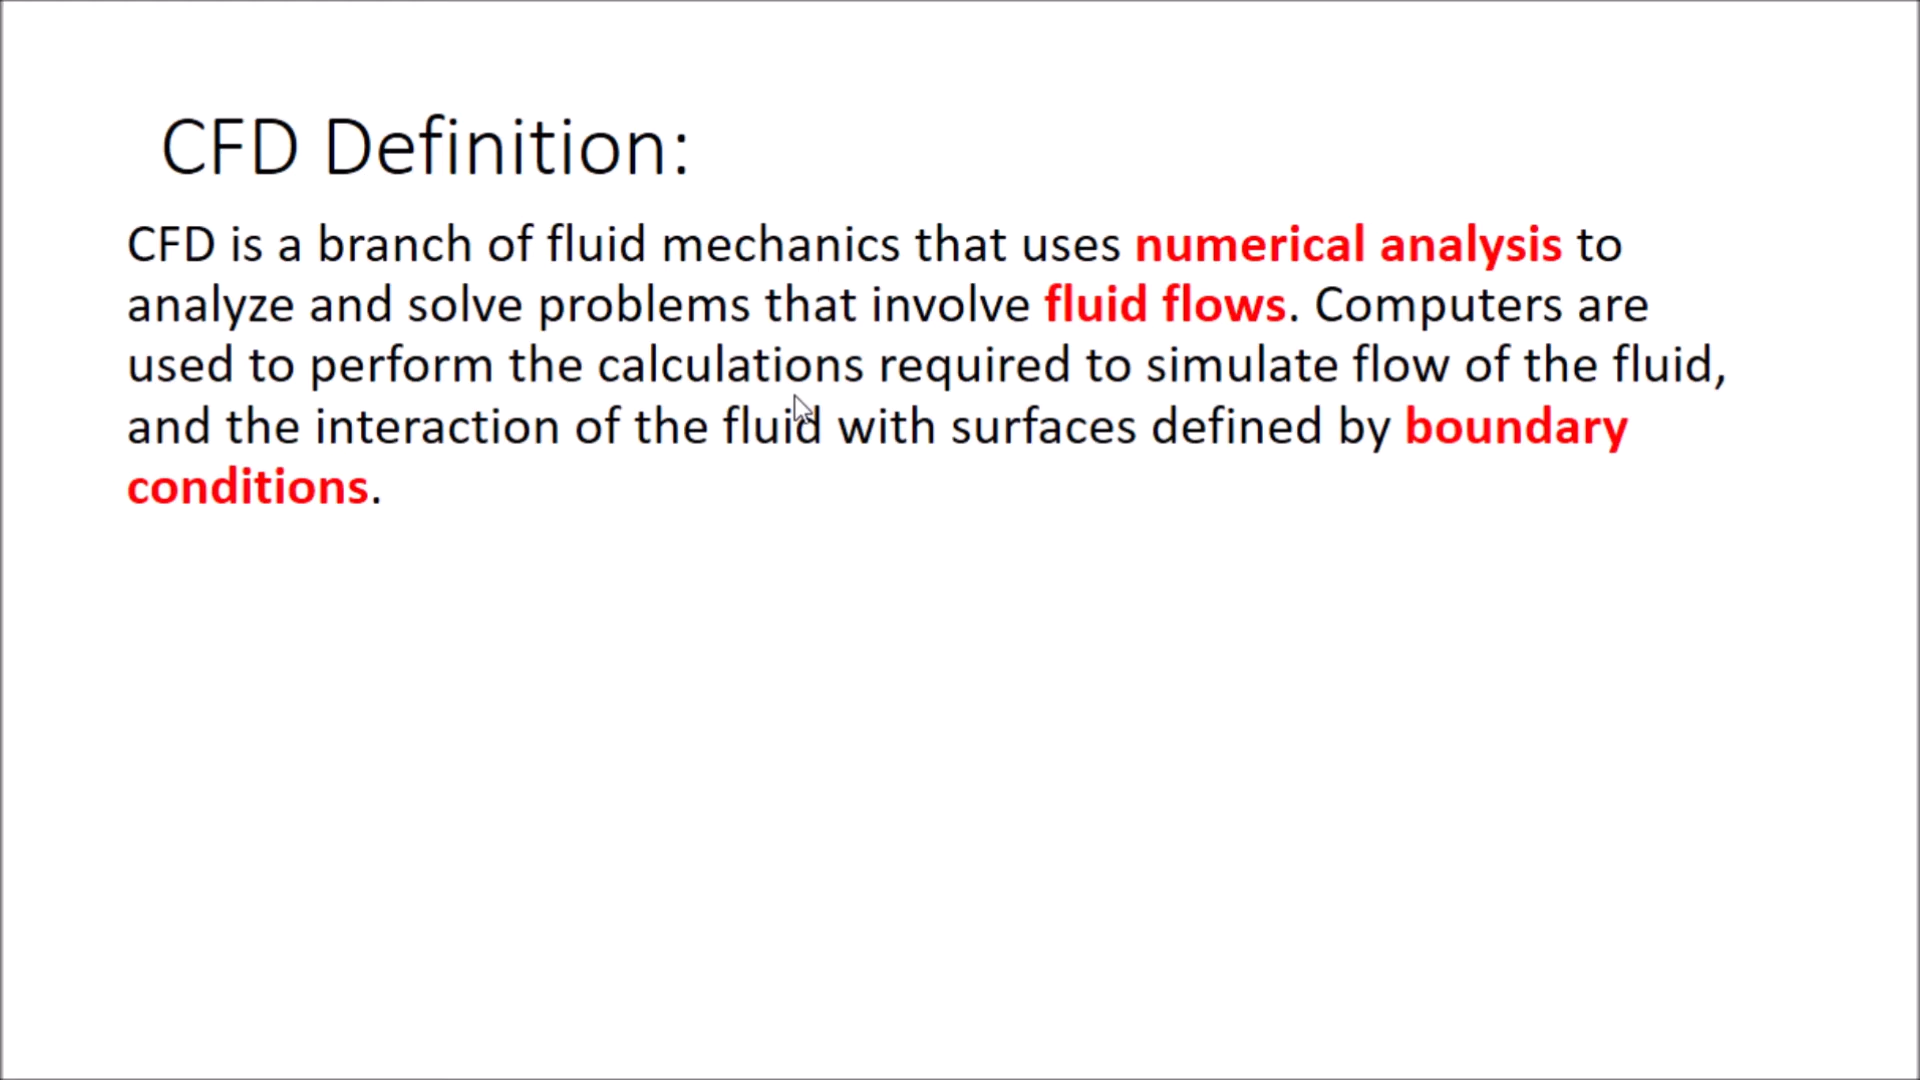 CFD Definition:
CFD is a branch of fluid mechanics that uses numerical analysis to
analyze and solve problems that involve fluid flows. Computers are
used to perform the calculations required to simulate flow of the fluid,
and the interaction of the fluid with surfaces defined by boundary
conditions.